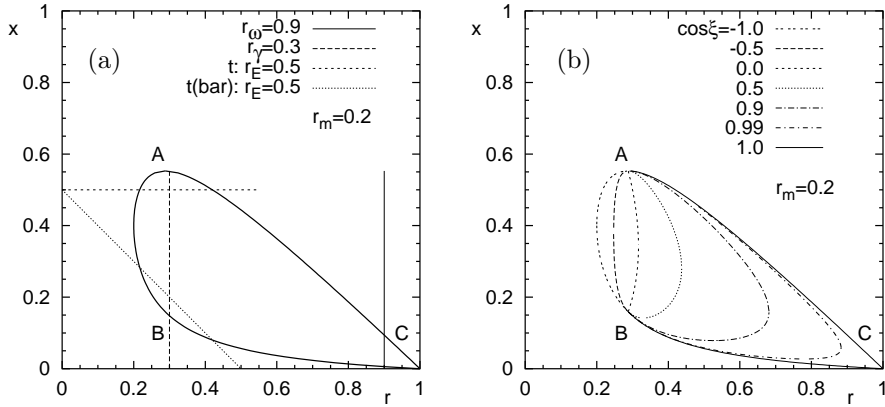 (a)
x
r_ω=0.9
r_γ=0.3
t: r_E=0.5
t(bar): r_E=0.5
r_m=0.2
A
B
C
1
0.8
0.6
0.4
0.2
0
0 0.2 0.4 0.6 0.8 1
r
(b)
x
cosξ=-1.0
-0.5
0.0
0.5
0.9
0.99
1.0
r_m=0.2
A
B
C
1
0.8
0.6
0.4
0.2
0
0 0.2 0.4 0.6 0.8 1
r